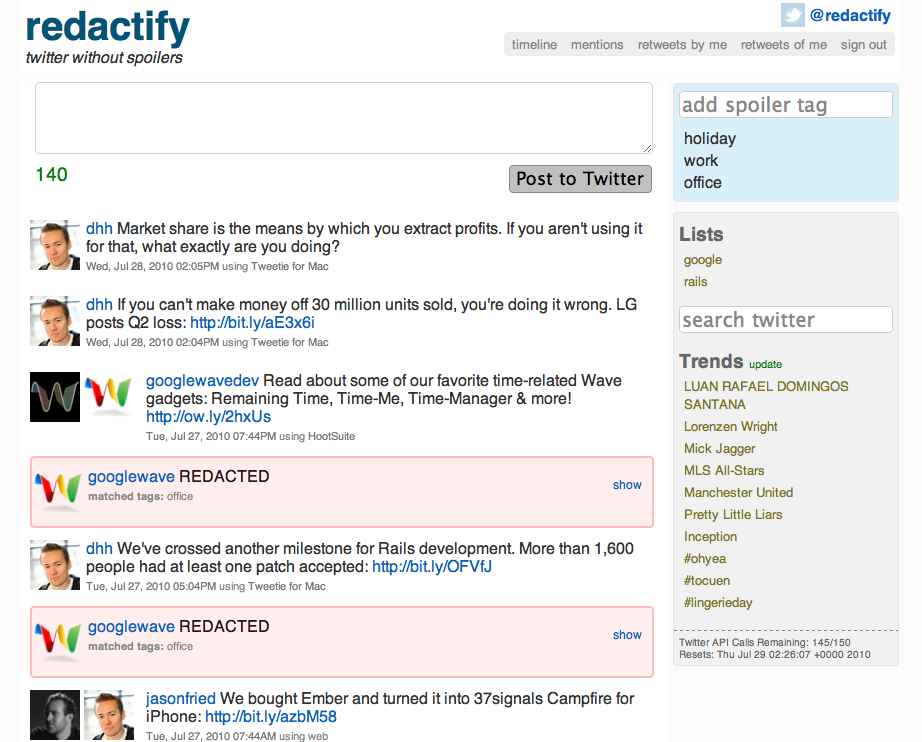 redactify
twitter without spoilers
@redactify
timeline mentions retweets by me retweets of me sign out
140
Post to Twitter
dhh Market share is the means by which you extract profits. If you aren't using it
for that, what exactly are you doing?
Wed, Jul 28, 2010 02:05PM using Tweetie for Mac
dhh If you can't make money off 30 million units sold, you're doing it wrong. LG
posts Q2 loss: http://bit.ly/aE3x6i
Wed, Jul 28, 2010 02:04PM using Tweetie for Mac
googlewavedev Read about some of our favorite time-related Wave
gadgets: Remaining Time, Time-Me, Time-Manager & more!
http://ow.ly/2hxUs
Tue, Jul 27, 2010 07:44PM using HootSuite
googlewave REDACTED
matched tags: office
show
dhh We've crossed another milestone for Rails development. More than 1,600
people had at least one patch accepted: http://bit.ly/OFVfJ
Tue, Jul 27, 2010 05:04PM using Tweetie for Mac
googlewave REDACTED
matched tags: office
show
jasonfried We bought Ember and turned it into 37signals Campfire for
iPhone: http://bit.ly/azbM58
Tue, Jul 27, 2010 07:44AM using web
add spoiler tag
holiday
work
office
Lists
google
rails
search twitter
Trends update
LUAN RAFAEL DOMINGOS
SANTANA
Lorenzen Wright
Mick Jagger
MLS All-Stars
Manchester United
Pretty Little Liars
Inception
#ohyea
#tocuen
#lingerieday
Twitter API Calls Remaining: 145/150
Resets: Thu Jul 29 02:26:07 +0000 2010